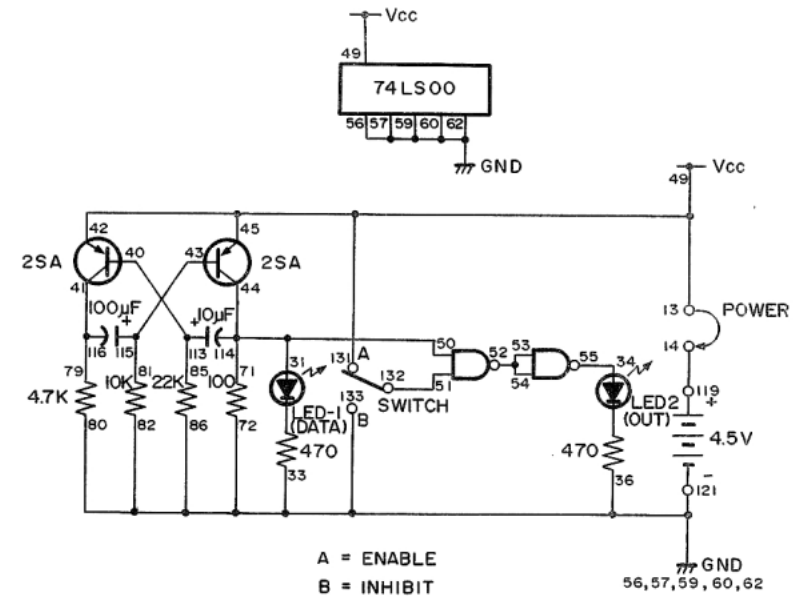 Vcc
49
74LS00
56 57 59 60 62
GND
Vcc
49
42
45
2SA
40
43
2SA
41
44
100μF
+
+
10μF
116
115
113
114
13
POWER
14
50
53
52
55
131
A
132
51
54
31
34
79
81
85
71
4.7K
10K
22K
100
SWITCH
133
B
LED-1
(DATA)
LED2
(OUT)
119
+
4.5V
80
82
86
72
470
33
470
36
-
121
GND
56,57,59,60,62
A = ENABLE
B = INHIBIT